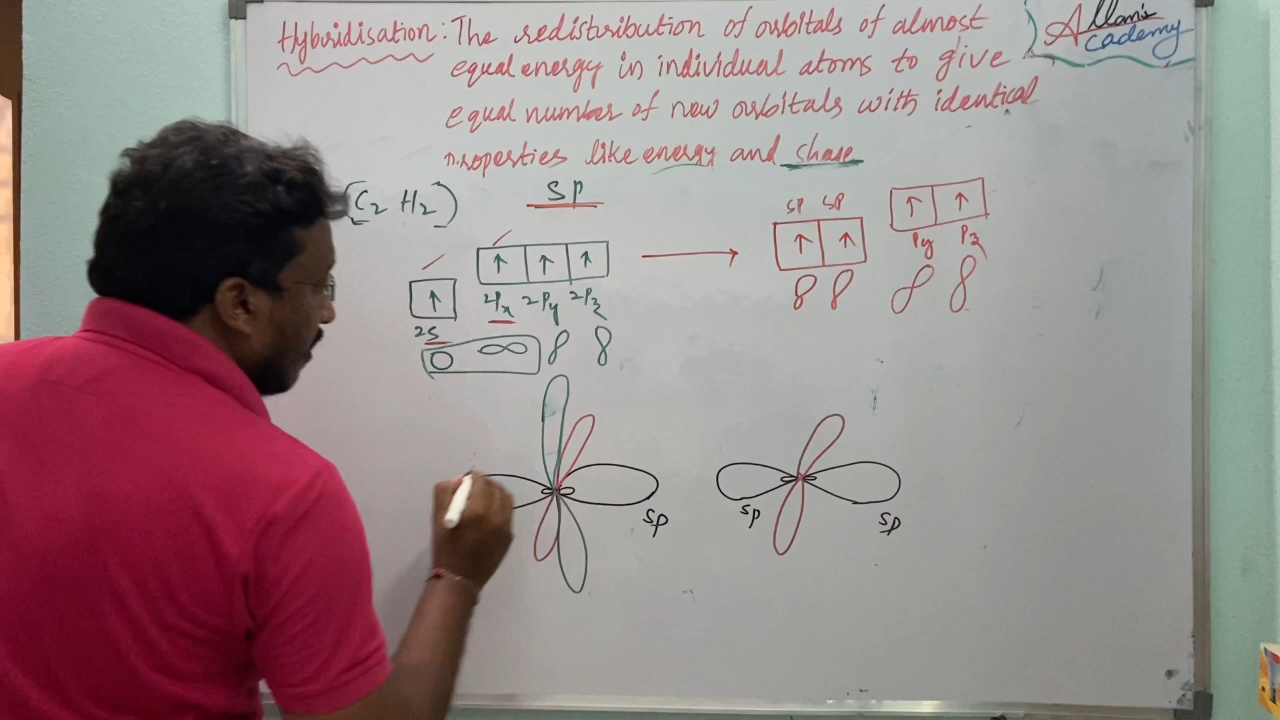 Hybridisation: The redistribution of orbitals of almost
equal energy in individual atoms to give
equal number of new orbitals with identical
properties like energy and shape
Allam's
Academy
(C2 H2)
SP
SP SP
Py Pz
2Px 2Py 2Pz
2S
SP
SP
SP